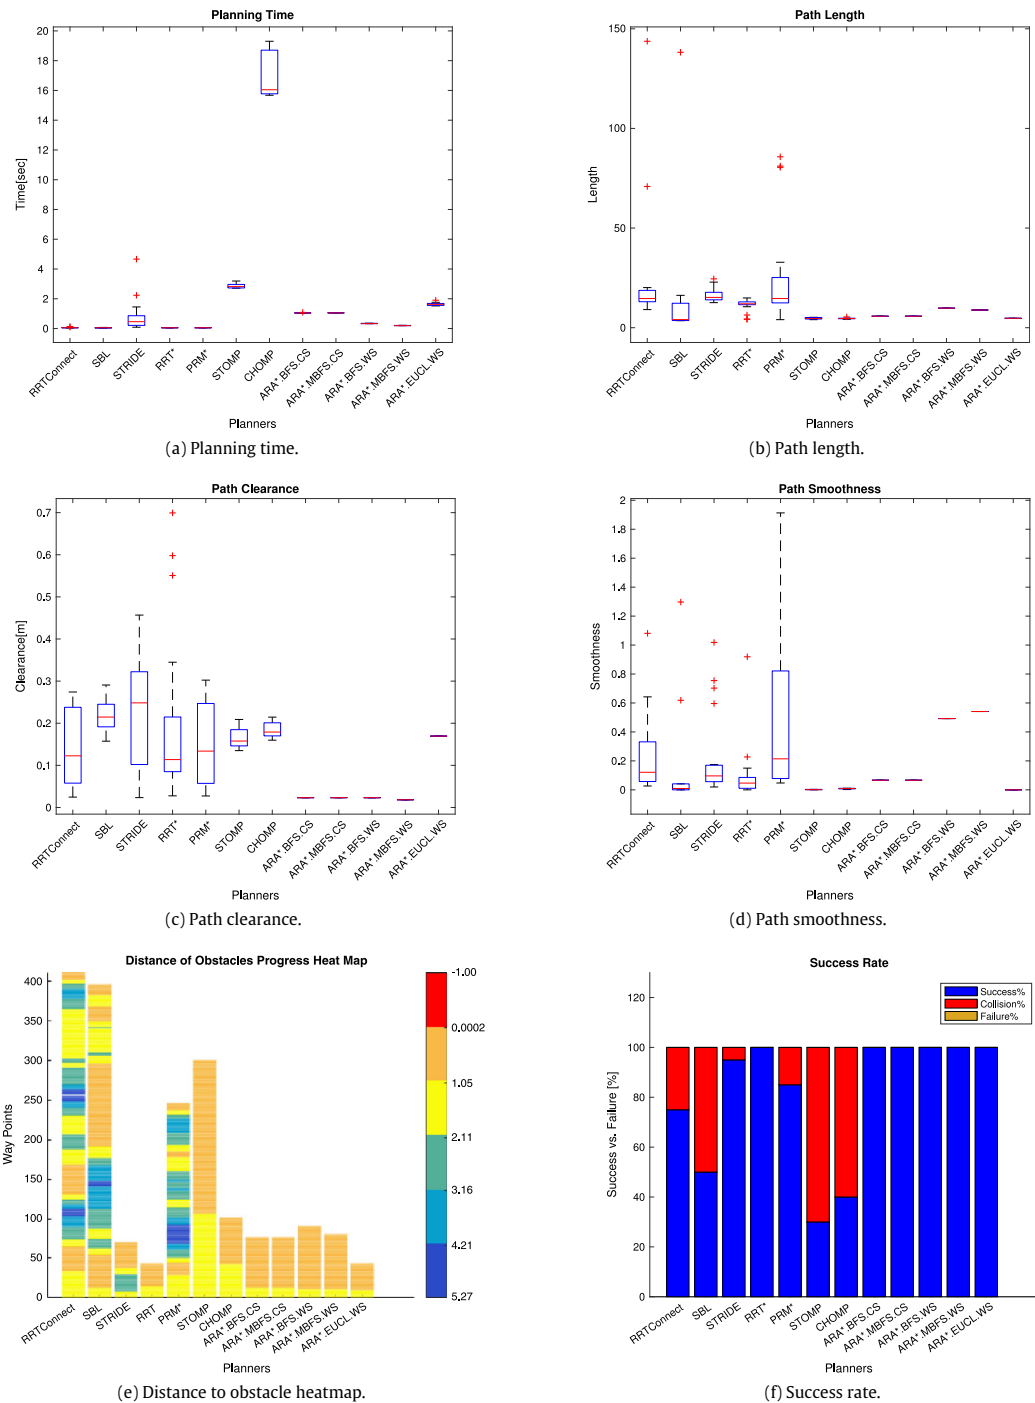 Planning Time
20
18
16
14
12
10
8
6
4
2
0
Time[sec]
RRTConnect
SBL
STRIDE
RRT*
PRM*
STOMP
CHOMP
ARA*.BFS.CS
ARA*.MBFS.CS
ARA*.BFS.WS
ARA*.MBFS.WS
ARA*.EUCL.WS
Planners
(a) Planning time.
Path Length
150
100
50
0
Length
RRTConnect
SBL
STRIDE
RRT*
PRM*
STOMP
CHOMP
ARA*.BFS.CS
ARA*.MBFS.CS
ARA*.BFS.WS
ARA*.MBFS.WS
ARA*.EUCL.WS
Planners
(b) Path length.
Path Clearance
0.7
0.6
0.5
0.4
0.3
0.2
0.1
0
Clearance[m]
RRTConnect
SBL
STRIDE
RRT*
PRM*
STOMP
CHOMP
ARA*.BFS.CS
ARA*.MBFS.CS
ARA*.BFS.WS
ARA*.MBFS.WS
ARA*.EUCL.WS
Planners
(c) Path clearance.
Path Smoothness
2
1.8
1.6
1.4
1.2
1
0.8
0.6
0.4
0.2
0
Smoothness
RRTConnect
SBL
STRIDE
RRT*
PRM*
STOMP
CHOMP
ARA*.BFS.CS
ARA*.MBFS.CS
ARA*.BFS.WS
ARA*.MBFS.WS
ARA*.EUCL.WS
Planners
(d) Path smoothness.
Distance of Obstacles Progress Heat Map
400
350
300
250
200
150
100
50
0
Way Points
-1.00
0.0002
1.05
2.11
3.16
4.21
5.27
RRTConnect
SBL
STRIDE
RRT
PRM*
STOMP
CHOMP
ARA*.BFS.CS
ARA*.MBFS.CS
ARA*.BFS.WS
ARA*.MBFS.WS
ARA*.EUCL.WS
Planners
(e) Distance to obstacle heatmap.
Success Rate
Success%
Collision%
Failure%
120
100
80
60
40
20
0
Success vs. Failure [%]
RRTConnect
SBL
STRIDE
RRT*
PRM*
STOMP
CHOMP
ARA*.BFS.CS
ARA*.MBFS.CS
ARA*.BFS.WS
ARA*.MBFS.WS
ARA*.EUCL.WS
Planners
(f) Success rate.